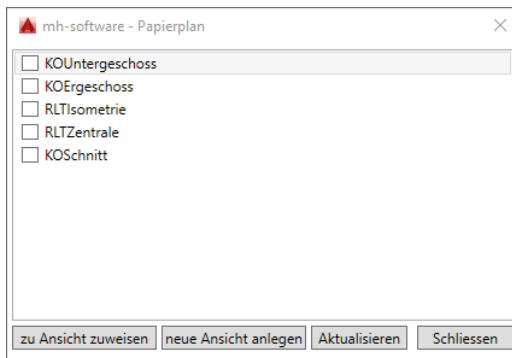 mh-software - Papierplan
KOUntergeschoss
KOErgeschoss
RLTIsometrie
RLTZentrale
KOSchnitt
zu Ansicht zuweisen neue Ansicht anlegen Aktualisieren Schliessen